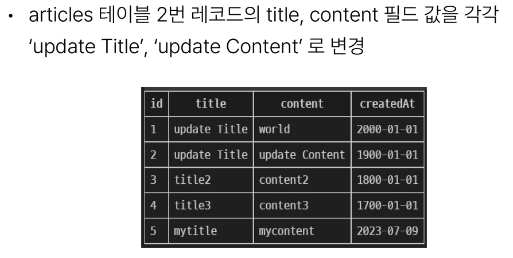 • articles 테이블 2번 레코드의 title, content 필드 값을 각각
‘update Title’, ‘update Content’ 로 변경
id title content createdAt
1 update Title world 2000-01-01
2 update Title update Content 1900-01-01
3 title2 content2 1800-01-01
4 title3 content3 1700-01-01
5 mytitle mycontent 2023-07-09